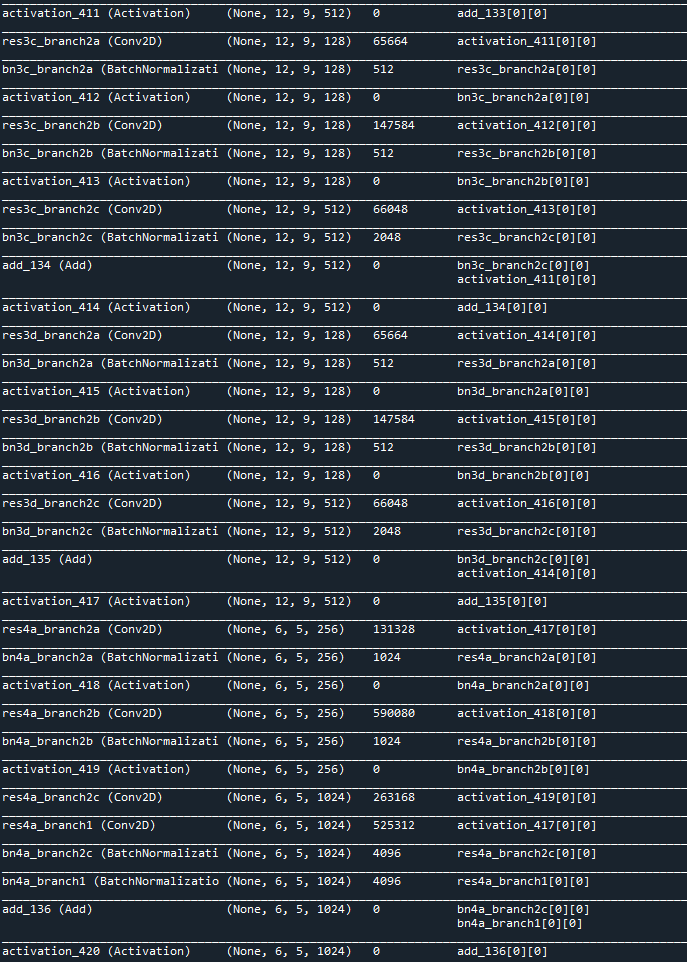 activation_411 (Activation) (None, 12, 9, 512) 0 add_133[0][0]
res3c_branch2a (Conv2D) (None, 12, 9, 128) 65664 activation_411[0][0]
bn3c_branch2a (BatchNormalizati (None, 12, 9, 128) 512 res3c_branch2a[0][0]
activation_412 (Activation) (None, 12, 9, 128) 0 bn3c_branch2a[0][0]
res3c_branch2b (Conv2D) (None, 12, 9, 128) 147584 activation_412[0][0]
bn3c_branch2b (BatchNormalizati (None, 12, 9, 128) 512 res3c_branch2b[0][0]
activation_413 (Activation) (None, 12, 9, 128) 0 bn3c_branch2b[0][0]
res3c_branch2c (Conv2D) (None, 12, 9, 512) 66048 activation_413[0][0]
bn3c_branch2c (BatchNormalizati (None, 12, 9, 512) 2048 res3c_branch2c[0][0]
add_134 (Add) (None, 12, 9, 512) 0 bn3c_branch2c[0][0]
activation_411[0][0]
activation_414 (Activation) (None, 12, 9, 512) 0 add_134[0][0]
res3d_branch2a (Conv2D) (None, 12, 9, 128) 65664 activation_414[0][0]
bn3d_branch2a (BatchNormalizati (None, 12, 9, 128) 512 res3d_branch2a[0][0]
activation_415 (Activation) (None, 12, 9, 128) 0 bn3d_branch2a[0][0]
res3d_branch2b (Conv2D) (None, 12, 9, 128) 147584 activation_415[0][0]
bn3d_branch2b (BatchNormalizati (None, 12, 9, 128) 512 res3d_branch2b[0][0]
activation_416 (Activation) (None, 12, 9, 128) 0 bn3d_branch2b[0][0]
res3d_branch2c (Conv2D) (None, 12, 9, 512) 66048 activation_416[0][0]
bn3d_branch2c (BatchNormalizati (None, 12, 9, 512) 2048 res3d_branch2c[0][0]
add_135 (Add) (None, 12, 9, 512) 0 bn3d_branch2c[0][0]
activation_414[0][0]
activation_417 (Activation) (None, 12, 9, 512) 0 add_135[0][0]
res4a_branch2a (Conv2D) (None, 6, 5, 256) 131328 activation_417[0][0]
bn4a_branch2a (BatchNormalizati (None, 6, 5, 256) 1024 res4a_branch2a[0][0]
activation_418 (Activation) (None, 6, 5, 256) 0 bn4a_branch2a[0][0]
res4a_branch2b (Conv2D) (None, 6, 5, 256) 590080 activation_418[0][0]
bn4a_branch2b (BatchNormalizati (None, 6, 5, 256) 1024 res4a_branch2b[0][0]
activation_419 (Activation) (None, 6, 5, 256) 0 bn4a_branch2b[0][0]
res4a_branch2c (Conv2D) (None, 6, 5, 1024) 263168 activation_419[0][0]
res4a_branch1 (Conv2D) (None, 6, 5, 1024) 525312 activation_417[0][0]
bn4a_branch2c (BatchNormalizati (None, 6, 5, 1024) 4096 res4a_branch2c[0][0]
bn4a_branch1 (BatchNormalizatio (None, 6, 5, 1024) 4096 res4a_branch1[0][0]
add_136 (Add) (None, 6, 5, 1024) 0 bn4a_branch2c[0][0]
bn4a_branch1[0][0]
activation_420 (Activation) (None, 6, 5, 1024) 0 add_136[0][0]